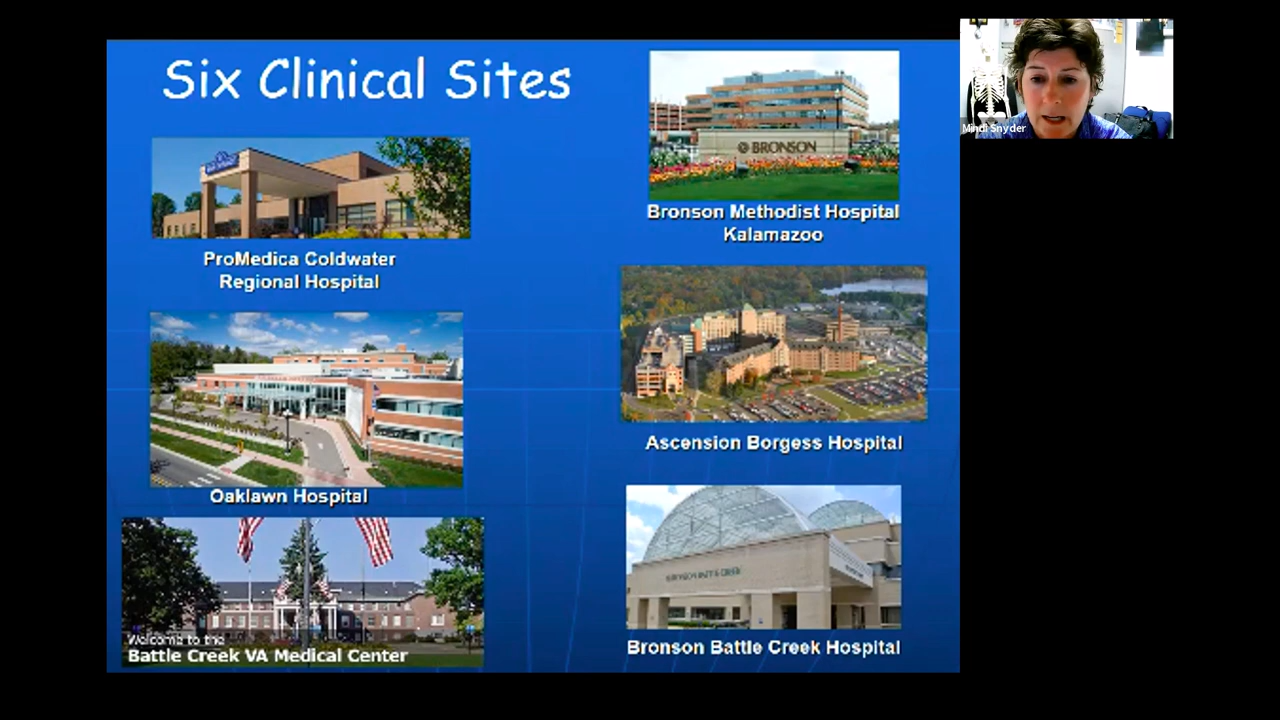 Six Clinical Sites
ProMedica Coldwater
Regional Hospital
Oaklawn Hospital
Welcome to the
Battle Creek VA Medical Center
BRONSON
Bronson Methodist Hospital
Kalamazoo
Ascension Borgess Hospital
BRONSON BATTLE CREEK
Bronson Battle Creek Hospital
Mindi Snyder